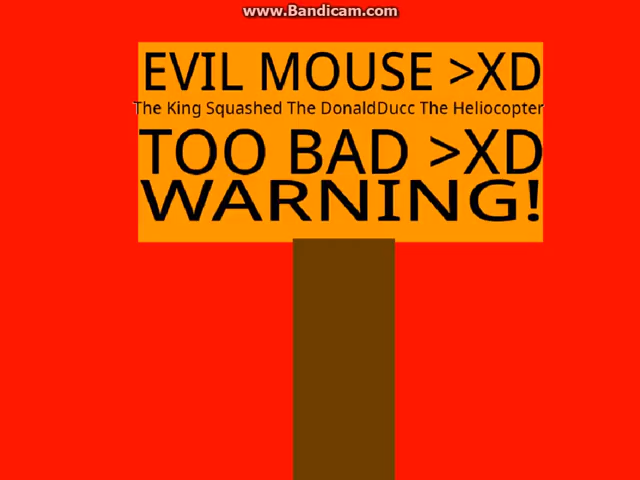 www.Bandicam.com
EVIL MOUSE >XD
The King Squashed The DonaldDucc The Heliocopter
TOO BAD >XD
WARNING!